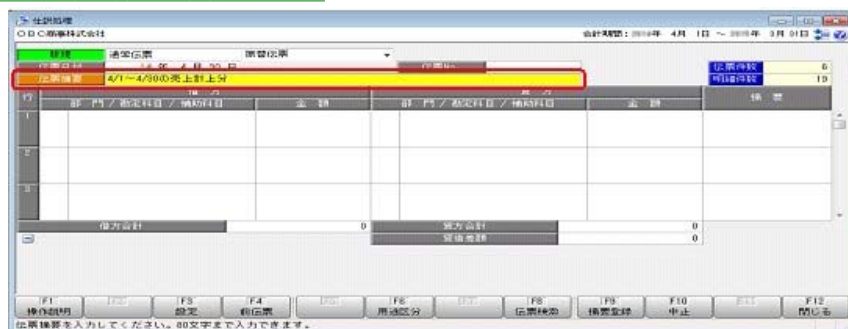 仕訳処理
OBC商事株式会社
会計期間： 年 4月 1日 ～ 年 3月31日
新規 通常伝票 振替伝票
伝票日付 年 4月30日 伝票No. 伝票件数 6
伝票摘要 4/1～4/30の売上計上分 明細件数 19
行 借 方 貸 方 摘 要
部 門 / 勘定科目 / 補助科目 金 額 部 門 / 勘定科目 / 補助科目 金 額
1
2
3
借方合計 0 貸方合計 0
貸借差額 0
F1 F3 F4 F6 F8 F9 F10 F12
操作説明 設定 前伝票 用途区分 伝票検索 摘要登録 中止 閉じる
伝票摘要を入力してください。80文字まで入力できます。